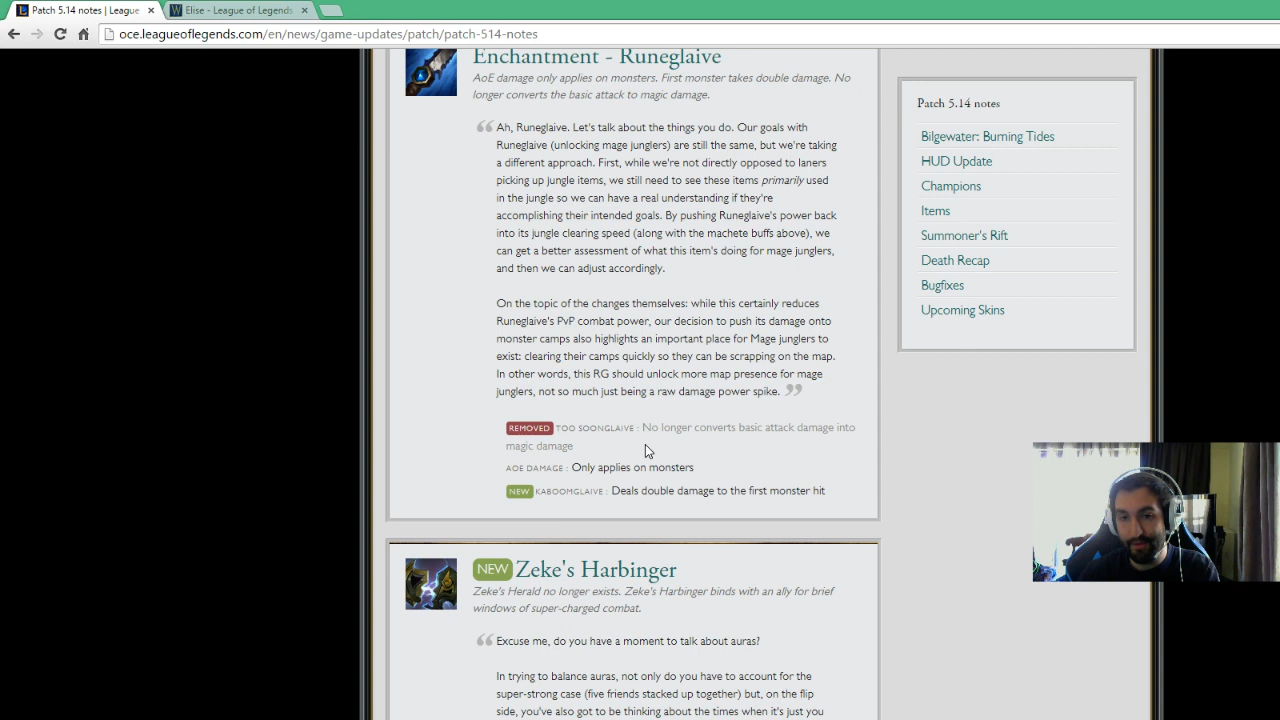 Patch 5.14 notes | League
Elise - League of Legends
oce.leagueoflegends.com/en/news/game-updates/patch/patch-514-notes
Enchantment - Runeglaive
AoE damage only applies on monsters. First monster takes double damage. No
longer converts the basic attack to magic damage.
Ah, Runeglaive. Let's talk about the things you do. Our goals with
Runeglaive (unlocking mage junglers) are still the same, but we're taking
a different approach. First, while we're not directly opposed to laners
picking up jungle items, we still need to see these items primarily used
in the jungle so we can have a real understanding if they're
accomplishing their intended goals. By pushing Runeglaive's power back
into its jungle clearing speed (along with the machete buffs above), we
can get a better assessment of what this item's doing for mage junglers,
and then we can adjust accordingly.
On the topic of the changes themselves: while this certainly reduces
Runeglaive's PvP combat power, our decision to push its damage onto
monster camps also highlights an important place for Mage junglers to
exist: clearing their camps quickly so they can be scrapping on the map.
In other words, this RG should unlock more map presence for mage
junglers, not so much just being a raw damage power spike.
REMOVED TOO SOONGLAIVE : No longer converts basic attack damage into
magic damage
AOE DAMAGE : Only applies on monsters
NEW KABOOMGLAIVE : Deals double damage to the first monster hit
NEW Zeke's Harbinger
Zeke's Herald no longer exists. Zeke's Harbinger binds with an ally for brief
windows of super-charged combat.
Excuse me, do you have a moment to talk about auras?
In trying to balance auras, not only do you have to account for the
super-strong case (five friends stacked up together) but, on the flip
side, you've also got to be thinking about the times when it's just you
Patch 5.14 notes
Bilgewater: Burning Tides
HUD Update
Champions
Items
Summoner's Rift
Death Recap
Bugfixes
Upcoming Skins